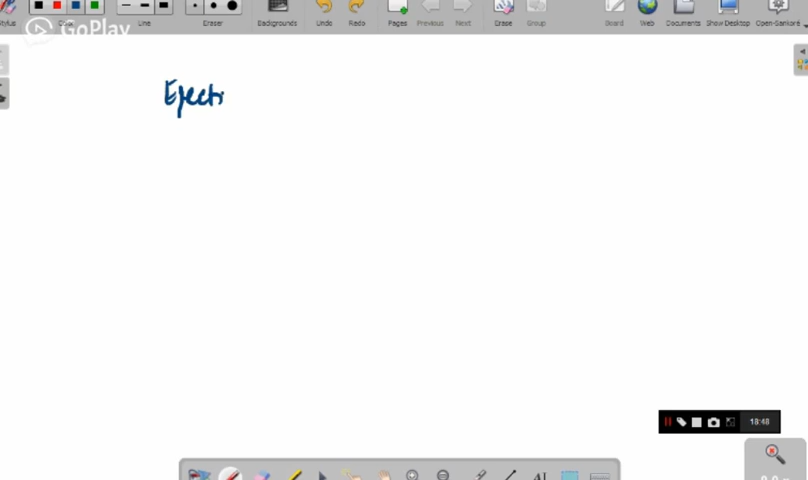 Stylus
Color
Line
Eraser
Backgrounds
Undo
Redo
Pages
Previous
Next
Erase
Group
Board
Web
Documents
Show Desktop
Open-Sankoré
GoPlay
Ejecti
18:48